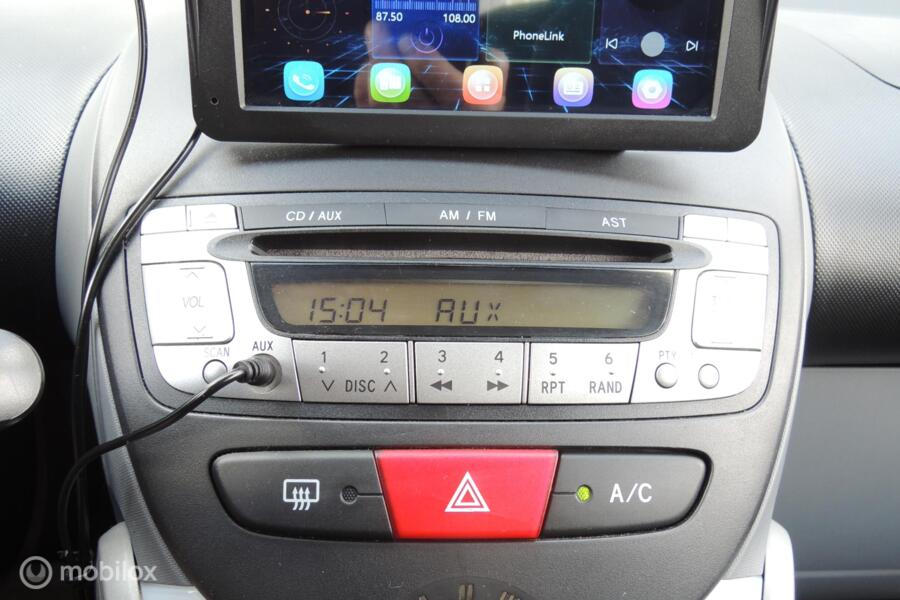 87.50 108.00
PhoneLink
CD / AUX AM / FM AST
VOL
15:04 AUX
SCAN AUX 1 2 3 4 5 6 PTY
DISC RPT RAND
A/C
mobilox